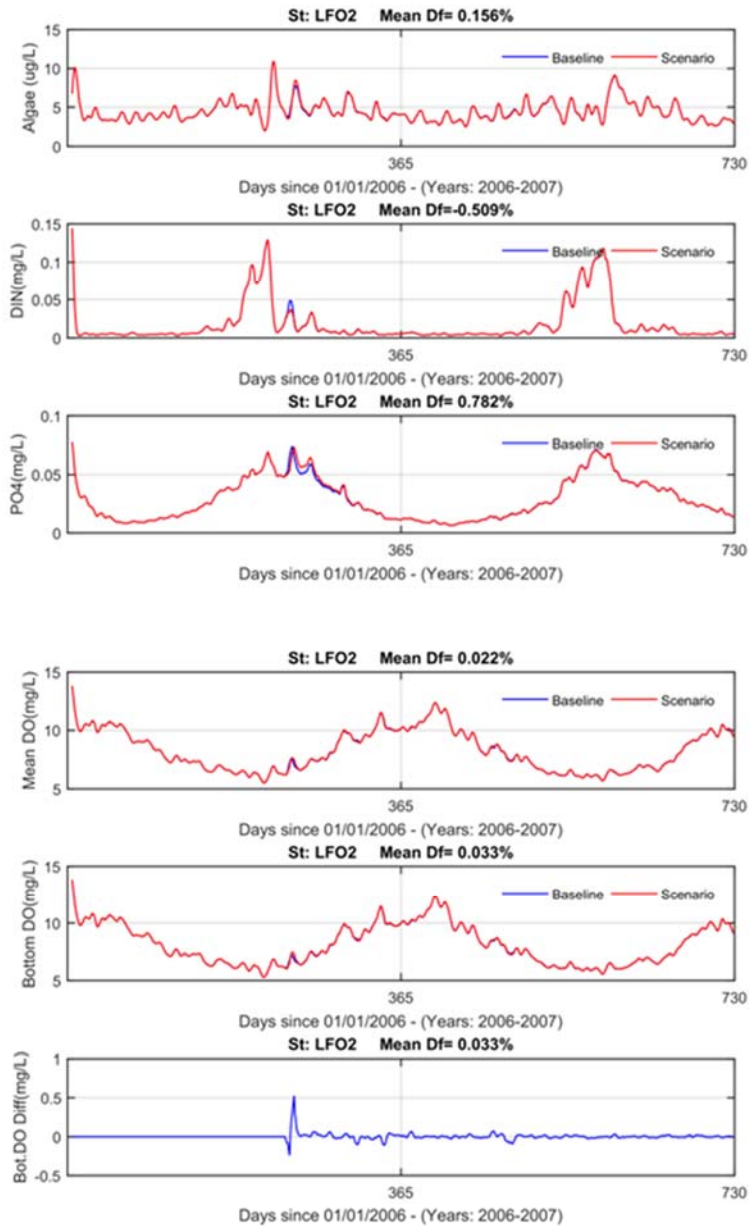 St: LFO2 Mean Df= 0.156%
15
10
5
0
Algae (ug/L)
Baseline Scenario
365 730
Days since 01/01/2006 - (Years: 2006-2007)
St: LFO2 Mean Df=-0.509%
0.15
0.1
0.05
0
DIN(mg/L)
Baseline Scenario
365 730
Days since 01/01/2006 - (Years: 2006-2007)
St: LFO2 Mean Df= 0.782%
0.1
0.05
0
PO4(mg/L)
Baseline Scenario
365 730
Days since 01/01/2006 - (Years: 2006-2007)
St: LFO2 Mean Df= 0.022%
15
10
5
Mean DO(mg/L)
Baseline Scenario
365 730
Days since 01/01/2006 - (Years: 2006-2007)
St: LFO2 Mean Df= 0.033%
15
10
5
Bottom DO(mg/L)
Baseline Scenario
365 730
Days since 01/01/2006 - (Years: 2006-2007)
St: LFO2 Mean Df= 0.033%
1
0.5
0
-0.5
Bot.DO Diff(mg/L)
365 730
Days since 01/01/2006 - (Years: 2006-2007)